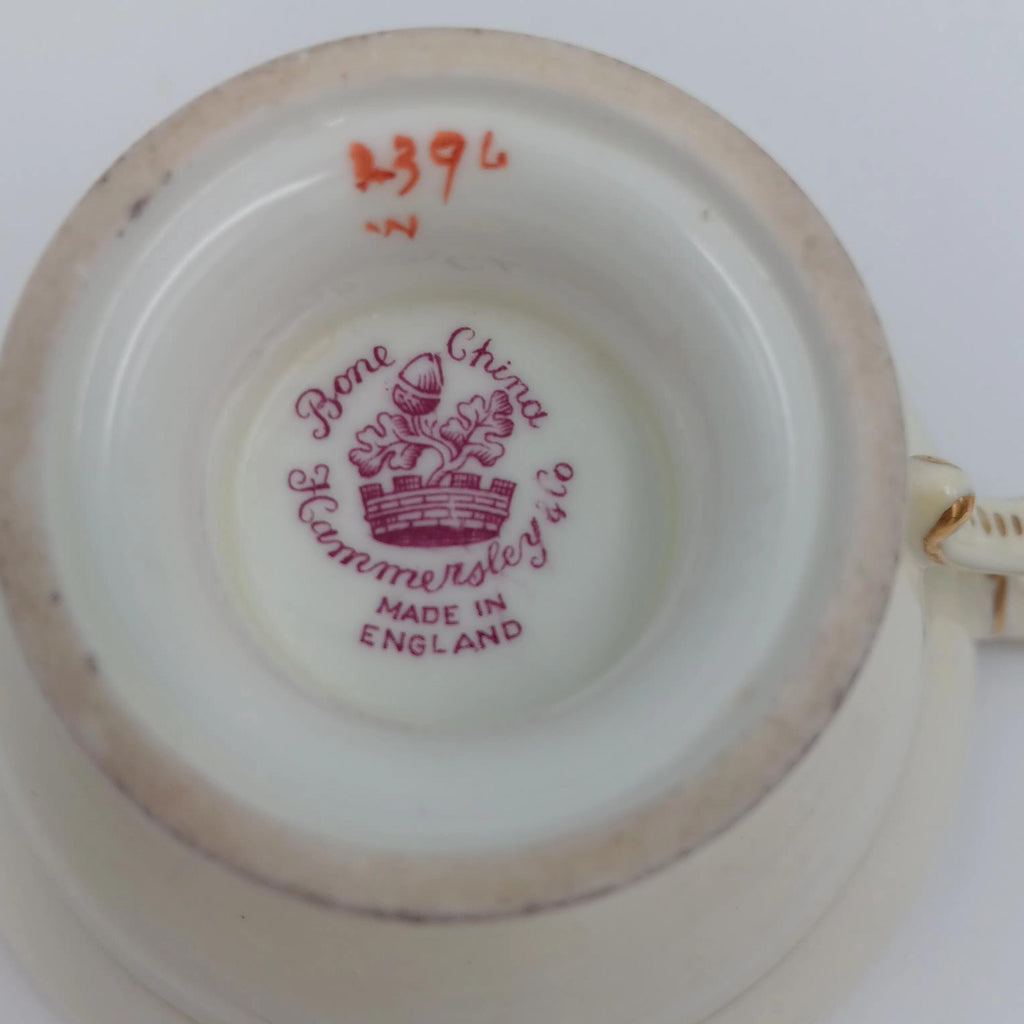 2396
Bone China
Hammersley & Co
MADE IN
ENGLAND